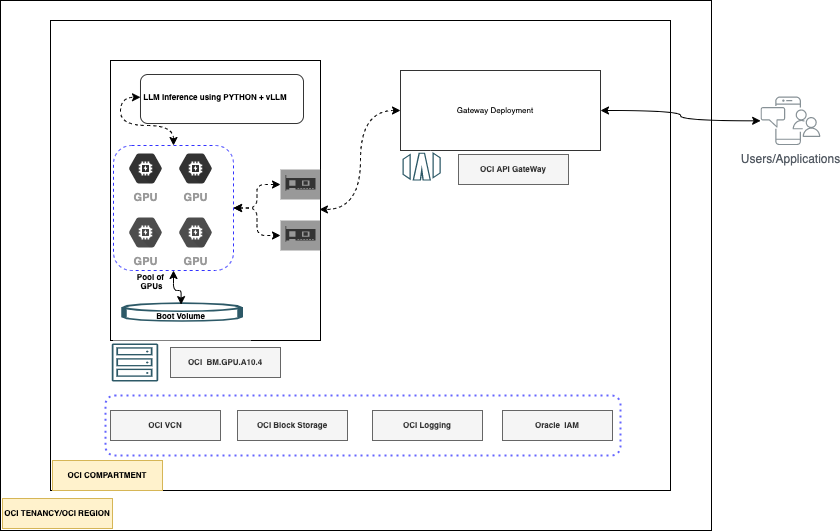 LLM inference using PYTHON + vLLM
Gateway Deployment
Users/Applications
OCI API GateWay
GPU
GPU
GPU
GPU
Pool of
GPUs
Boot Volume
OCI BM.GPU.A10.4
OCI VCN
OCI Block Storage
OCI Logging
Oracle IAM
OCI COMPARTMENT
OCI TENANCY/OCI REGION